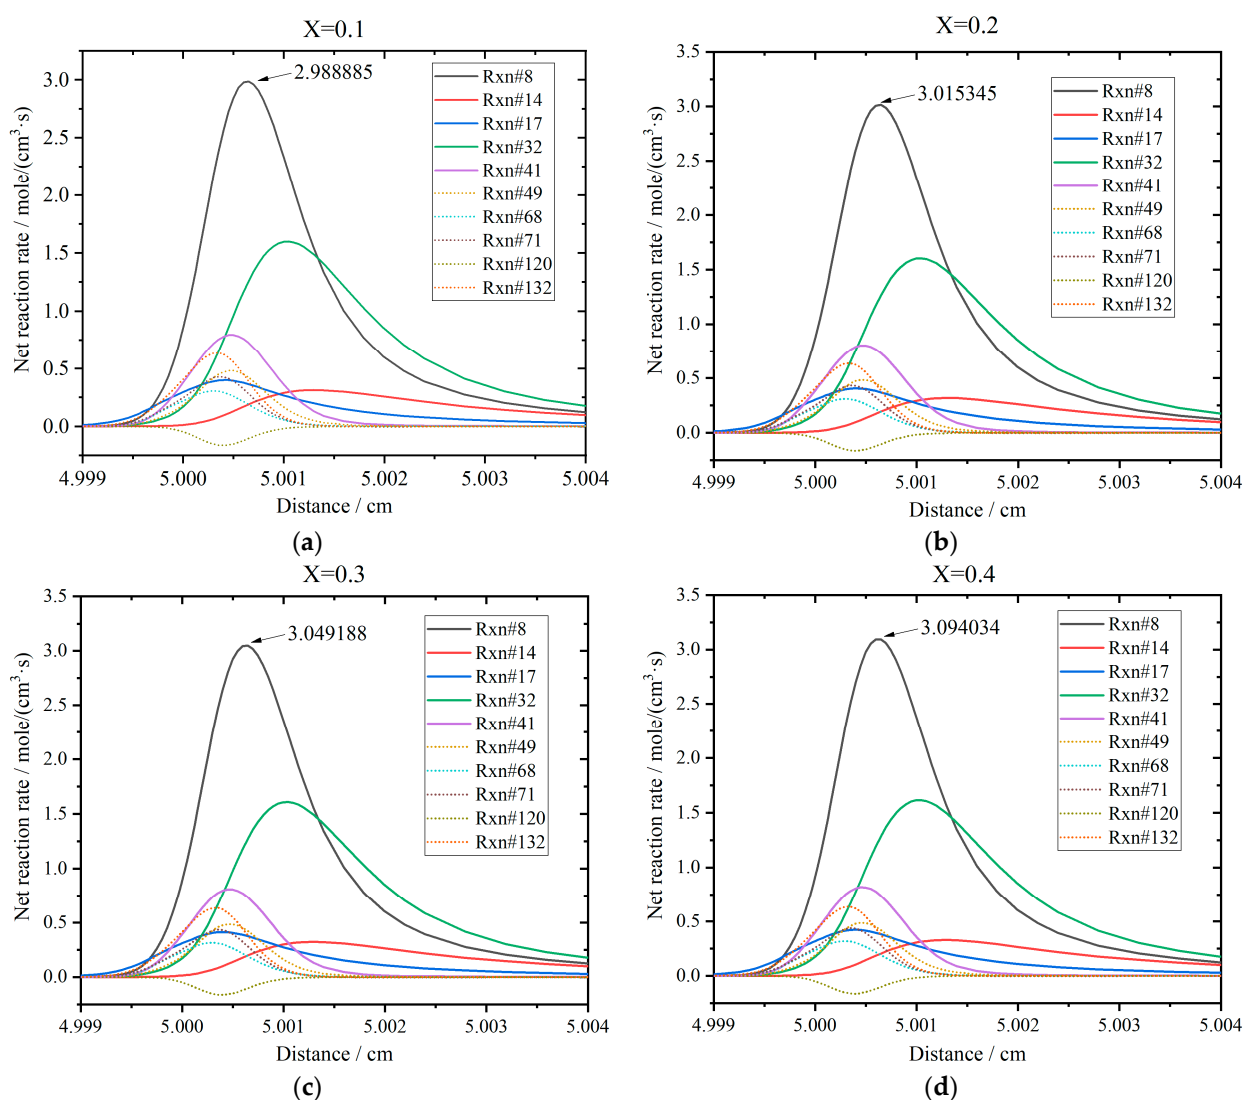 X=0.1
2.988885
Net reaction rate / mole/(cm³·s)
3.0
2.5
2.0
1.5
1.0
0.5
0.0
Rxn#8
Rxn#14
Rxn#17
Rxn#32
Rxn#41
Rxn#49
Rxn#68
Rxn#71
Rxn#120
Rxn#132
4.999 5.000 5.001 5.002 5.003 5.004
Distance / cm
(a)
X=0.2
3.015345
Net reaction rate / mole/(cm³·s)
3.5
3.0
2.5
2.0
1.5
1.0
0.5
0.0
Rxn#8
Rxn#14
Rxn#17
Rxn#32
Rxn#41
Rxn#49
Rxn#68
Rxn#71
Rxn#120
Rxn#132
4.999 5.000 5.001 5.002 5.003 5.004
Distance / cm
(b)
X=0.3
3.049188
Net reaction rate / mole/(cm³·s)
3.5
3.0
2.5
2.0
1.5
1.0
0.5
0.0
Rxn#8
Rxn#14
Rxn#17
Rxn#32
Rxn#41
Rxn#49
Rxn#68
Rxn#71
Rxn#120
Rxn#132
4.999 5.000 5.001 5.002 5.003 5.004
Distance / cm
(c)
X=0.4
3.094034
Net reaction rate / mole/(cm³·s)
3.5
3.0
2.5
2.0
1.5
1.0
0.5
0.0
Rxn#8
Rxn#14
Rxn#17
Rxn#32
Rxn#41
Rxn#49
Rxn#68
Rxn#71
Rxn#120
Rxn#132
4.999 5.000 5.001 5.002 5.003 5.004
Distance / cm
(d)